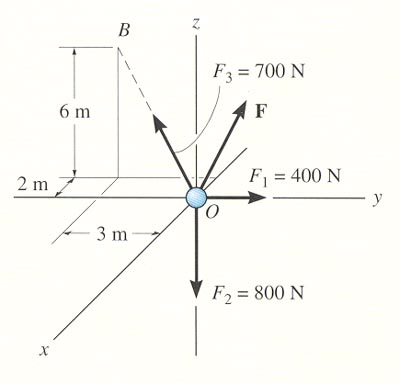 z
B
F₃ = 700 N
F
6 m
F₁ = 400 N
2 m
y
O
3 m
F₂ = 800 N
x